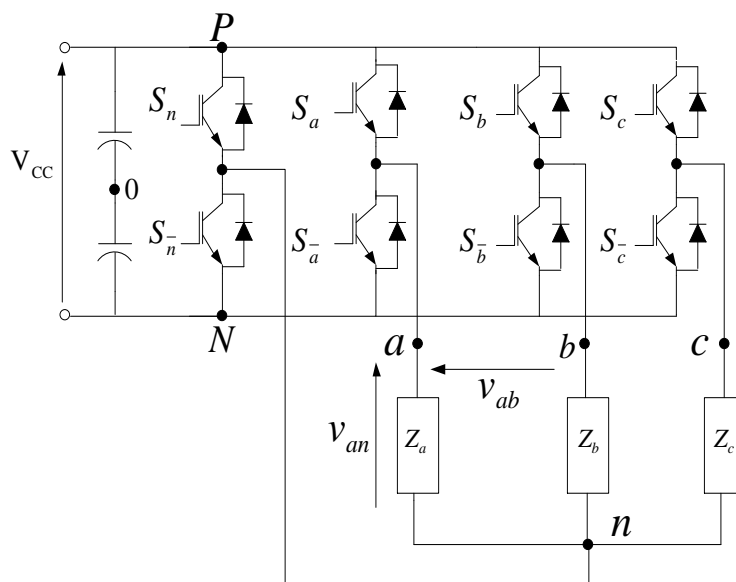 P
S_n
S_a
S_b
S_c
V_CC
0
S_n̄
S_ā
S_b̄
S_c̄
N
a
b
c
v_ab
v_an
Z_a
Z_b
Z_c
n